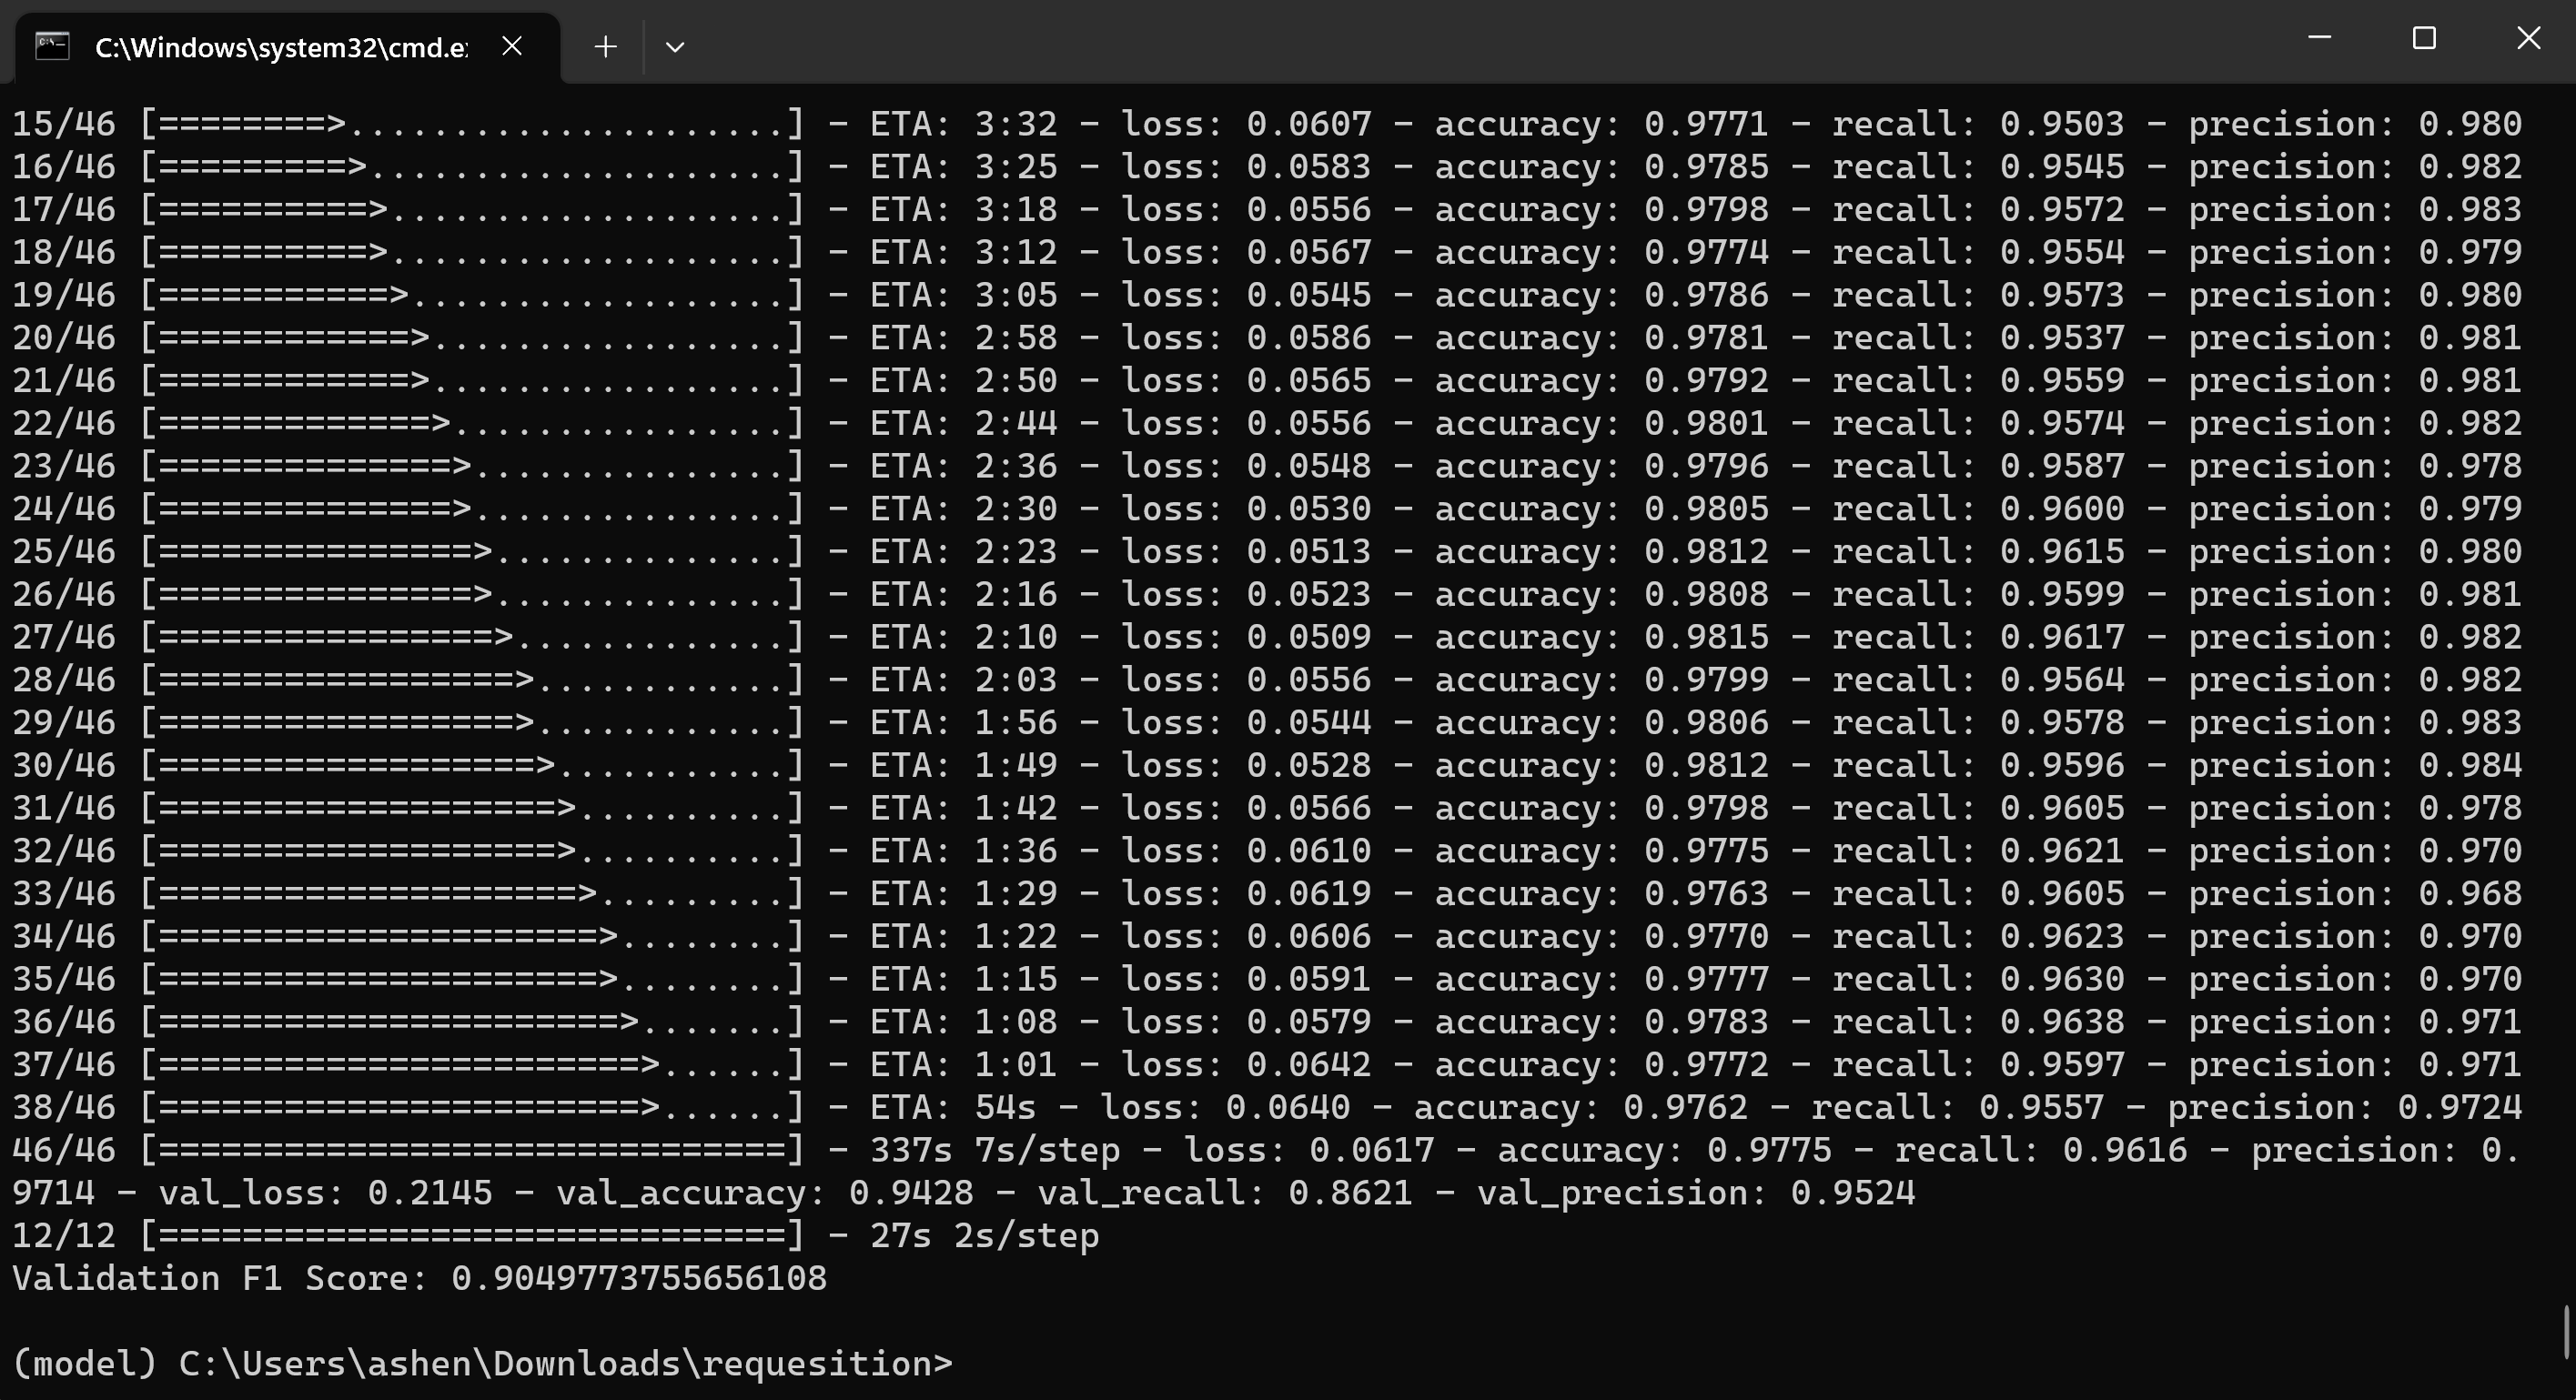 C:\Windows\system32\cmd.e
15/46 [========>.....................] - ETA: 3:32 - loss: 0.0607 - accuracy: 0.9771 - recall: 0.9503 - precision: 0.980
16/46 [=========>....................] - ETA: 3:25 - loss: 0.0583 - accuracy: 0.9785 - recall: 0.9545 - precision: 0.982
17/46 [==========>...................] - ETA: 3:18 - loss: 0.0556 - accuracy: 0.9798 - recall: 0.9572 - precision: 0.983
18/46 [==========>...................] - ETA: 3:12 - loss: 0.0567 - accuracy: 0.9774 - recall: 0.9554 - precision: 0.979
19/46 [===========>..................] - ETA: 3:05 - loss: 0.0545 - accuracy: 0.9786 - recall: 0.9573 - precision: 0.980
20/46 [============>.................] - ETA: 2:58 - loss: 0.0586 - accuracy: 0.9781 - recall: 0.9537 - precision: 0.981
21/46 [============>.................] - ETA: 2:50 - loss: 0.0565 - accuracy: 0.9792 - recall: 0.9559 - precision: 0.981
22/46 [=============>................] - ETA: 2:44 - loss: 0.0556 - accuracy: 0.9801 - recall: 0.9574 - precision: 0.982
23/46 [==============>...............] - ETA: 2:36 - loss: 0.0548 - accuracy: 0.9796 - recall: 0.9587 - precision: 0.978
24/46 [==============>...............] - ETA: 2:30 - loss: 0.0530 - accuracy: 0.9805 - recall: 0.9600 - precision: 0.979
25/46 [===============>..............] - ETA: 2:23 - loss: 0.0513 - accuracy: 0.9812 - recall: 0.9615 - precision: 0.980
26/46 [===============>..............] - ETA: 2:16 - loss: 0.0523 - accuracy: 0.9808 - recall: 0.9599 - precision: 0.981
27/46 [================>.............] - ETA: 2:10 - loss: 0.0509 - accuracy: 0.9815 - recall: 0.9617 - precision: 0.982
28/46 [=================>............] - ETA: 2:03 - loss: 0.0556 - accuracy: 0.9799 - recall: 0.9564 - precision: 0.982
29/46 [=================>............] - ETA: 1:56 - loss: 0.0544 - accuracy: 0.9806 - recall: 0.9578 - precision: 0.983
30/46 [==================>...........] - ETA: 1:49 - loss: 0.0528 - accuracy: 0.9812 - recall: 0.9596 - precision: 0.984
31/46 [===================>..........] - ETA: 1:42 - loss: 0.0566 - accuracy: 0.9798 - recall: 0.9605 - precision: 0.978
32/46 [===================>..........] - ETA: 1:36 - loss: 0.0610 - accuracy: 0.9775 - recall: 0.9621 - precision: 0.970
33/46 [====================>.........] - ETA: 1:29 - loss: 0.0619 - accuracy: 0.9763 - recall: 0.9605 - precision: 0.968
34/46 [=====================>........] - ETA: 1:22 - loss: 0.0606 - accuracy: 0.9770 - recall: 0.9623 - precision: 0.970
35/46 [=====================>........] - ETA: 1:15 - loss: 0.0591 - accuracy: 0.9777 - recall: 0.9630 - precision: 0.970
36/46 [======================>.......] - ETA: 1:08 - loss: 0.0579 - accuracy: 0.9783 - recall: 0.9638 - precision: 0.971
37/46 [=======================>......] - ETA: 1:01 - loss: 0.0642 - accuracy: 0.9772 - recall: 0.9597 - precision: 0.971
38/46 [=======================>......] - ETA: 54s - loss: 0.0640 - accuracy: 0.9762 - recall: 0.9557 - precision: 0.9724
46/46 [==============================] - 337s 7s/step - loss: 0.0617 - accuracy: 0.9775 - recall: 0.9616 - precision: 0.
9714 - val_loss: 0.2145 - val_accuracy: 0.9428 - val_recall: 0.8621 - val_precision: 0.9524
12/12 [==============================] - 27s 2s/step
Validation F1 Score: 0.9049773755656108
(model) C:\Users\ashen\Downloads\requesition>